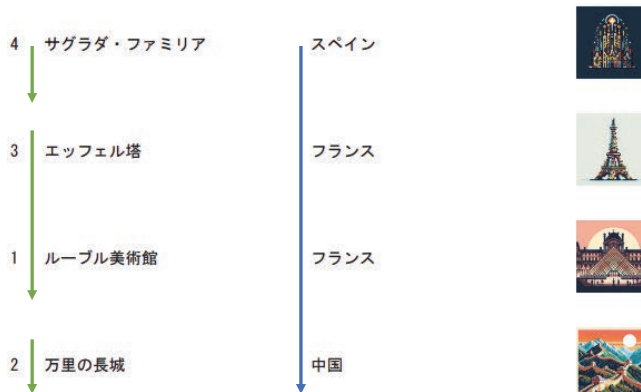 4 サグラダ・ファミリア スペイン
3 エッフェル塔 フランス
1 ルーブル美術館 フランス
2 万里の長城 中国